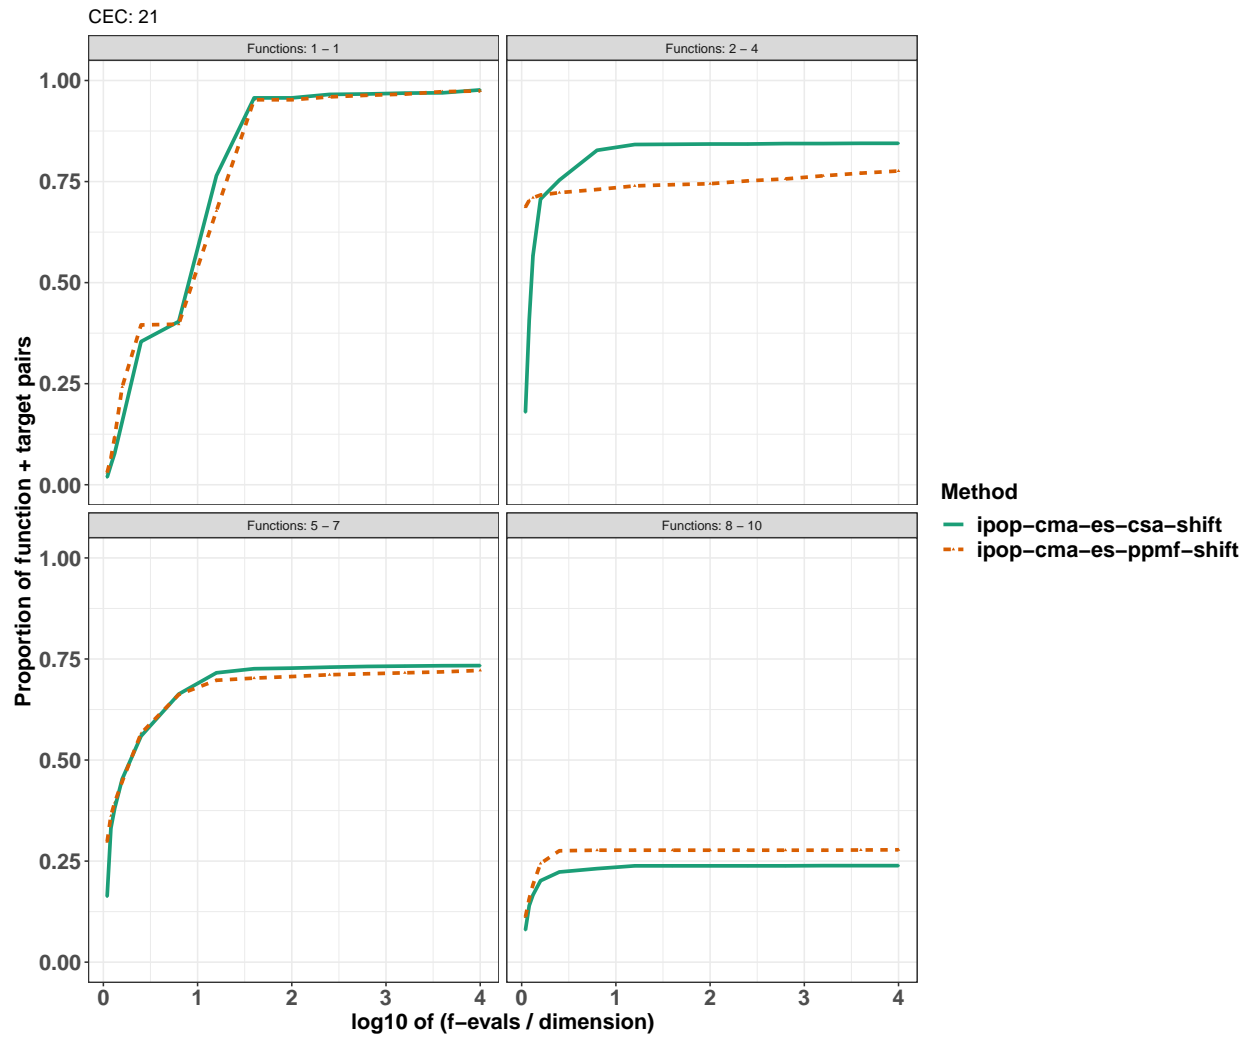 CEC: 21
Functions: 1 − 1
Functions: 2 − 4
1.00
0.75
0.50
0.25
0.00
Functions: 5 − 7
Functions: 8 − 10
1.00
0.75
0.50
0.25
0.00
0 1 2 3 4
0 1 2 3 4
log10 of (f−evals / dimension)
Proportion of function + target pairs
Method
ipop−cma−es−csa−shift
ipop−cma−es−ppmf−shift